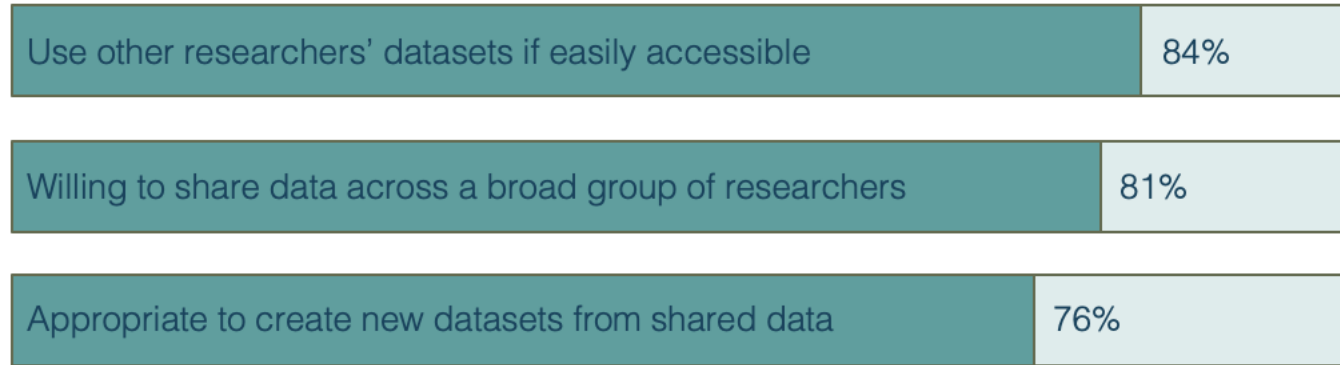 Use other researchers’ datasets if easily accessible 84%
Willing to share data across a broad group of researchers 81%
Appropriate to create new datasets from shared data 76%